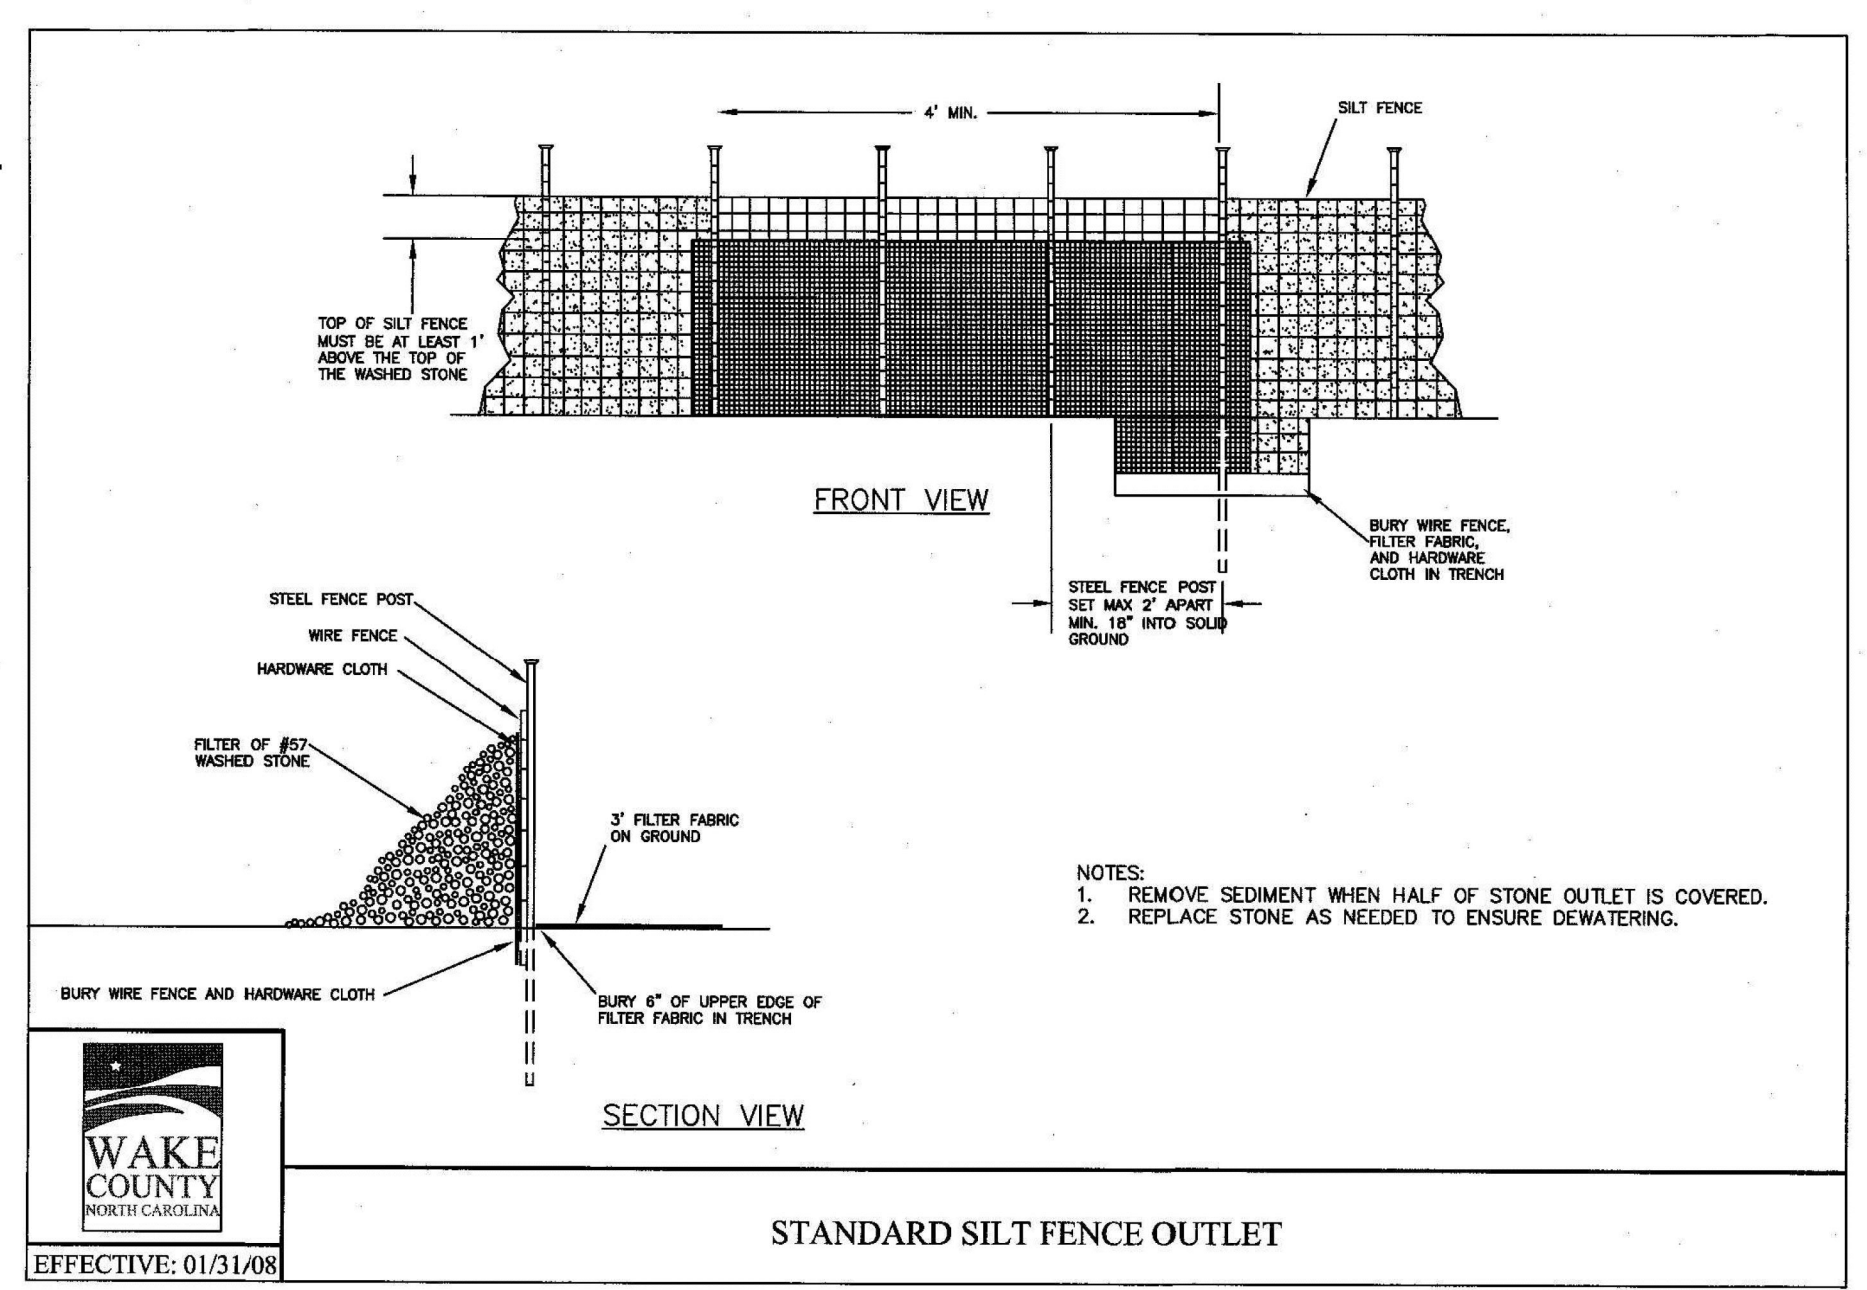 4' MIN.
SILT FENCE
TOP OF SILT FENCE
MUST BE AT LEAST 1'
ABOVE THE TOP OF
THE WASHED STONE
FRONT VIEW
BURY WIRE FENCE,
FILTER FABRIC,
AND HARDWARE
CLOTH IN TRENCH
STEEL FENCE POST
SET MAX 2' APART
MIN. 18" INTO SOLID
GROUND
STEEL FENCE POST
WIRE FENCE
HARDWARE CLOTH
FILTER OF #57
WASHED STONE
3' FILTER FABRIC
ON GROUND
BURY WIRE FENCE AND HARDWARE CLOTH
BURY 6" OF UPPER EDGE OF
FILTER FABRIC IN TRENCH
SECTION VIEW
NOTES:
1. REMOVE SEDIMENT WHEN HALF OF STONE OUTLET IS COVERED.
2. REPLACE STONE AS NEEDED TO ENSURE DEWATERING.
WAKE
COUNTY
NORTH CAROLINA
EFFECTIVE: 01/31/08
STANDARD SILT FENCE OUTLET